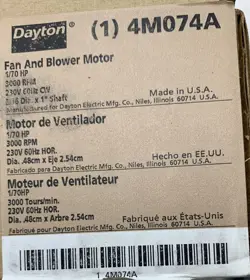 Dayton® (1) 4M074A
Fan And Blower Motor
1/70 HP
3000 RPM
230V 60Hz CW
Dia. x 1" Shaft Made in U.S.A.
Manufactured for Dayton Electric Mfg. Co., Niles, Illinois 60714 U.S.A.
Motor de Ventilador
1/70 HP
3000 RPM
230V 60Hz HOR.
Dia. .48cm x Eje 2.54cm Hecho en EE.UU.
Fabricado para Dayton Electric Mfg. Co., Niles, Illinois 60714 U.S.A.
Moteur de Ventilateur
1/70HP
3000 Tours/min.
230V 60Hz HOR.
Dia. .48cm x Arbre 2.54cm Fabriqué aux États-Unis
Fabriqué pour Dayton Electric Mfg. Co., Niles, Illinois 60714 U.S.A.
1 4M074A